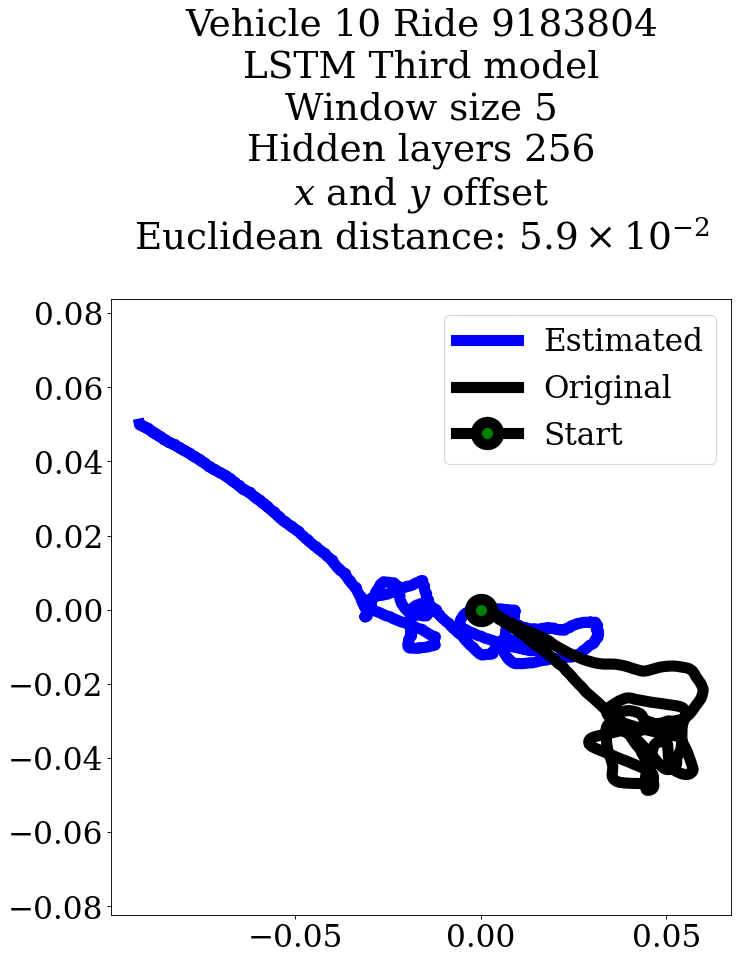 Vehicle 10 Ride 9183804
LSTM Third model
Window size 5
Hidden layers 256
x and y offset
Euclidean distance: 5.9 × 10⁻²
Estimated
Original
Start
0.08
0.06
0.04
0.02
0.00
−0.02
−0.04
−0.06
−0.08
−0.05 0.00 0.05